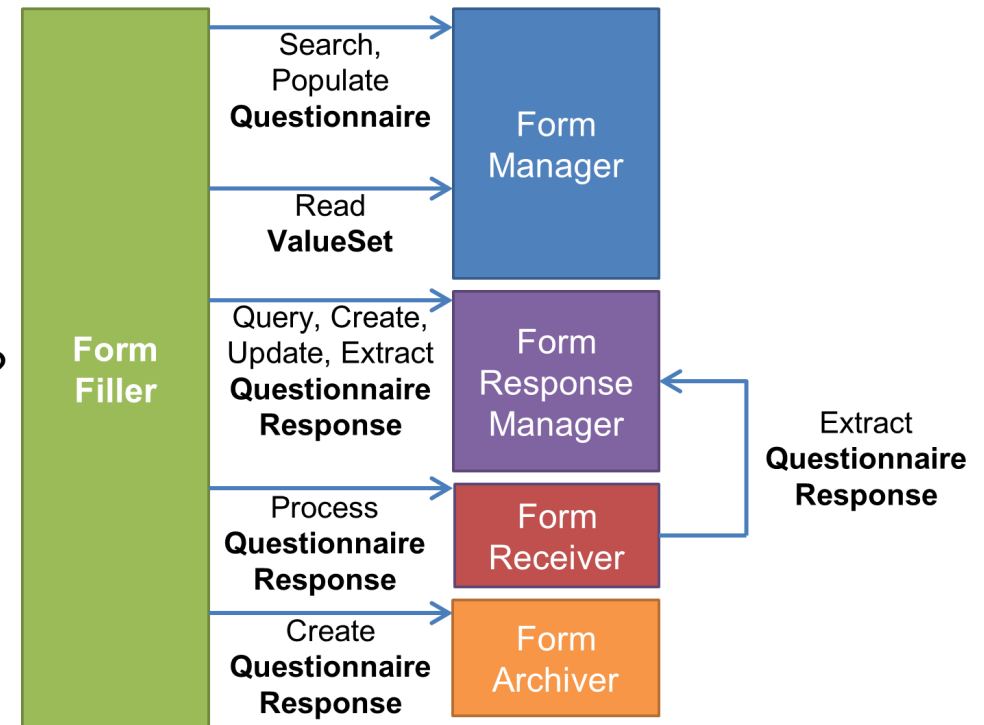 Search,
Populate
Questionnaire
Form
Manager
Read
ValueSet
Form
Filler
Query, Create,
Update, Extract
Questionnaire
Response
Form
Response
Manager
Extract
Questionnaire
Response
Process
Questionnaire
Response
Form
Receiver
Create
Questionnaire
Response
Form
Archiver